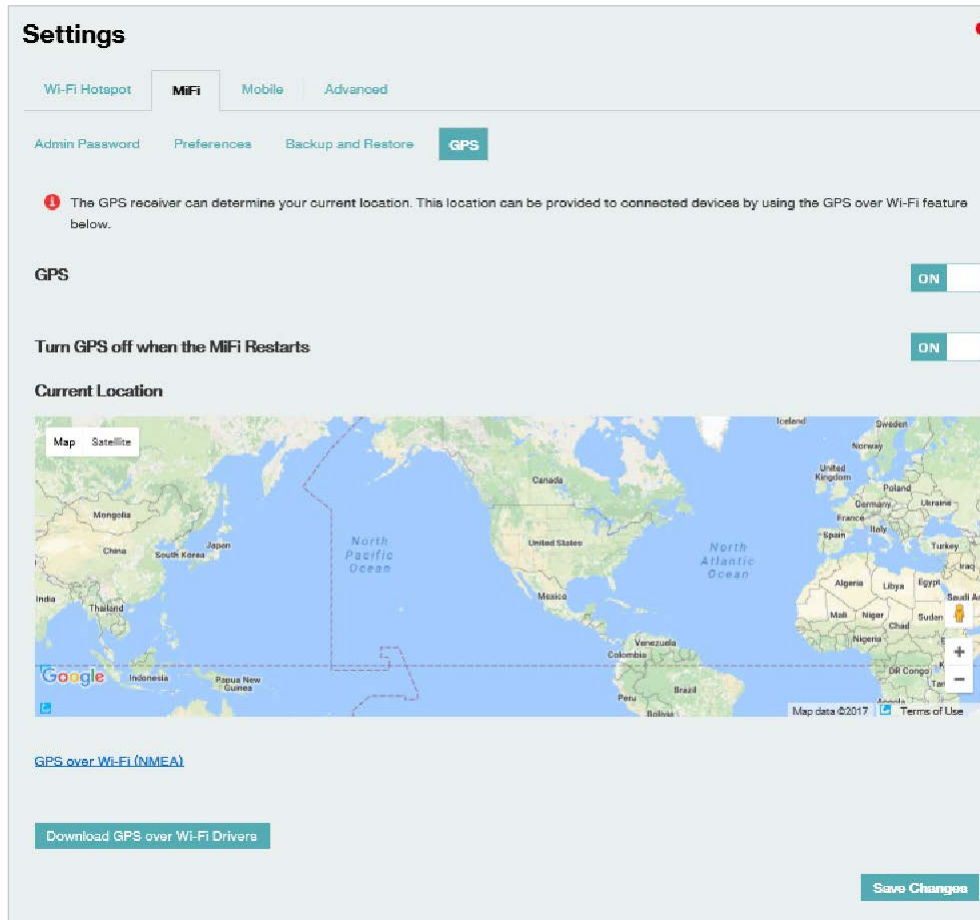 Settings
Wi-Fi Hotspot MiFi Mobile Advanced
Admin Password Preferences Backup and Restore GPS
The GPS receiver can determine your current location. This location can be provided to connected devices by using the GPS over Wi-Fi feature
below.
GPS ON
Turn GPS off when the MiFi Restarts ON
Current Location
Map Satellite
Iceland
Sweden
Norway
United
Kingdom
Canada
Poland
Germany
Ukraine
France
Mongolia
Italy
Spain
North
Pacific
Ocean
United States
North
Atlantic
Ocean
Japan
China
South Korea
Turkey
Iraq
Algeria
Libya
Egypt
India
Mexico
Saudi A
Thailand
Mali
Niger
Sudan
Chad
Nigeria
Venezuela
Colombia
+
Google
Indonesia
Papua New
Guinea
DR Congo
K
Tan
−
Brazil
Peru
Angola
Bolivia
Map data ©2017 Terms of Use
GPS over Wi-Fi (NMEA)
Download GPS over Wi-Fi Drivers
Save Changes